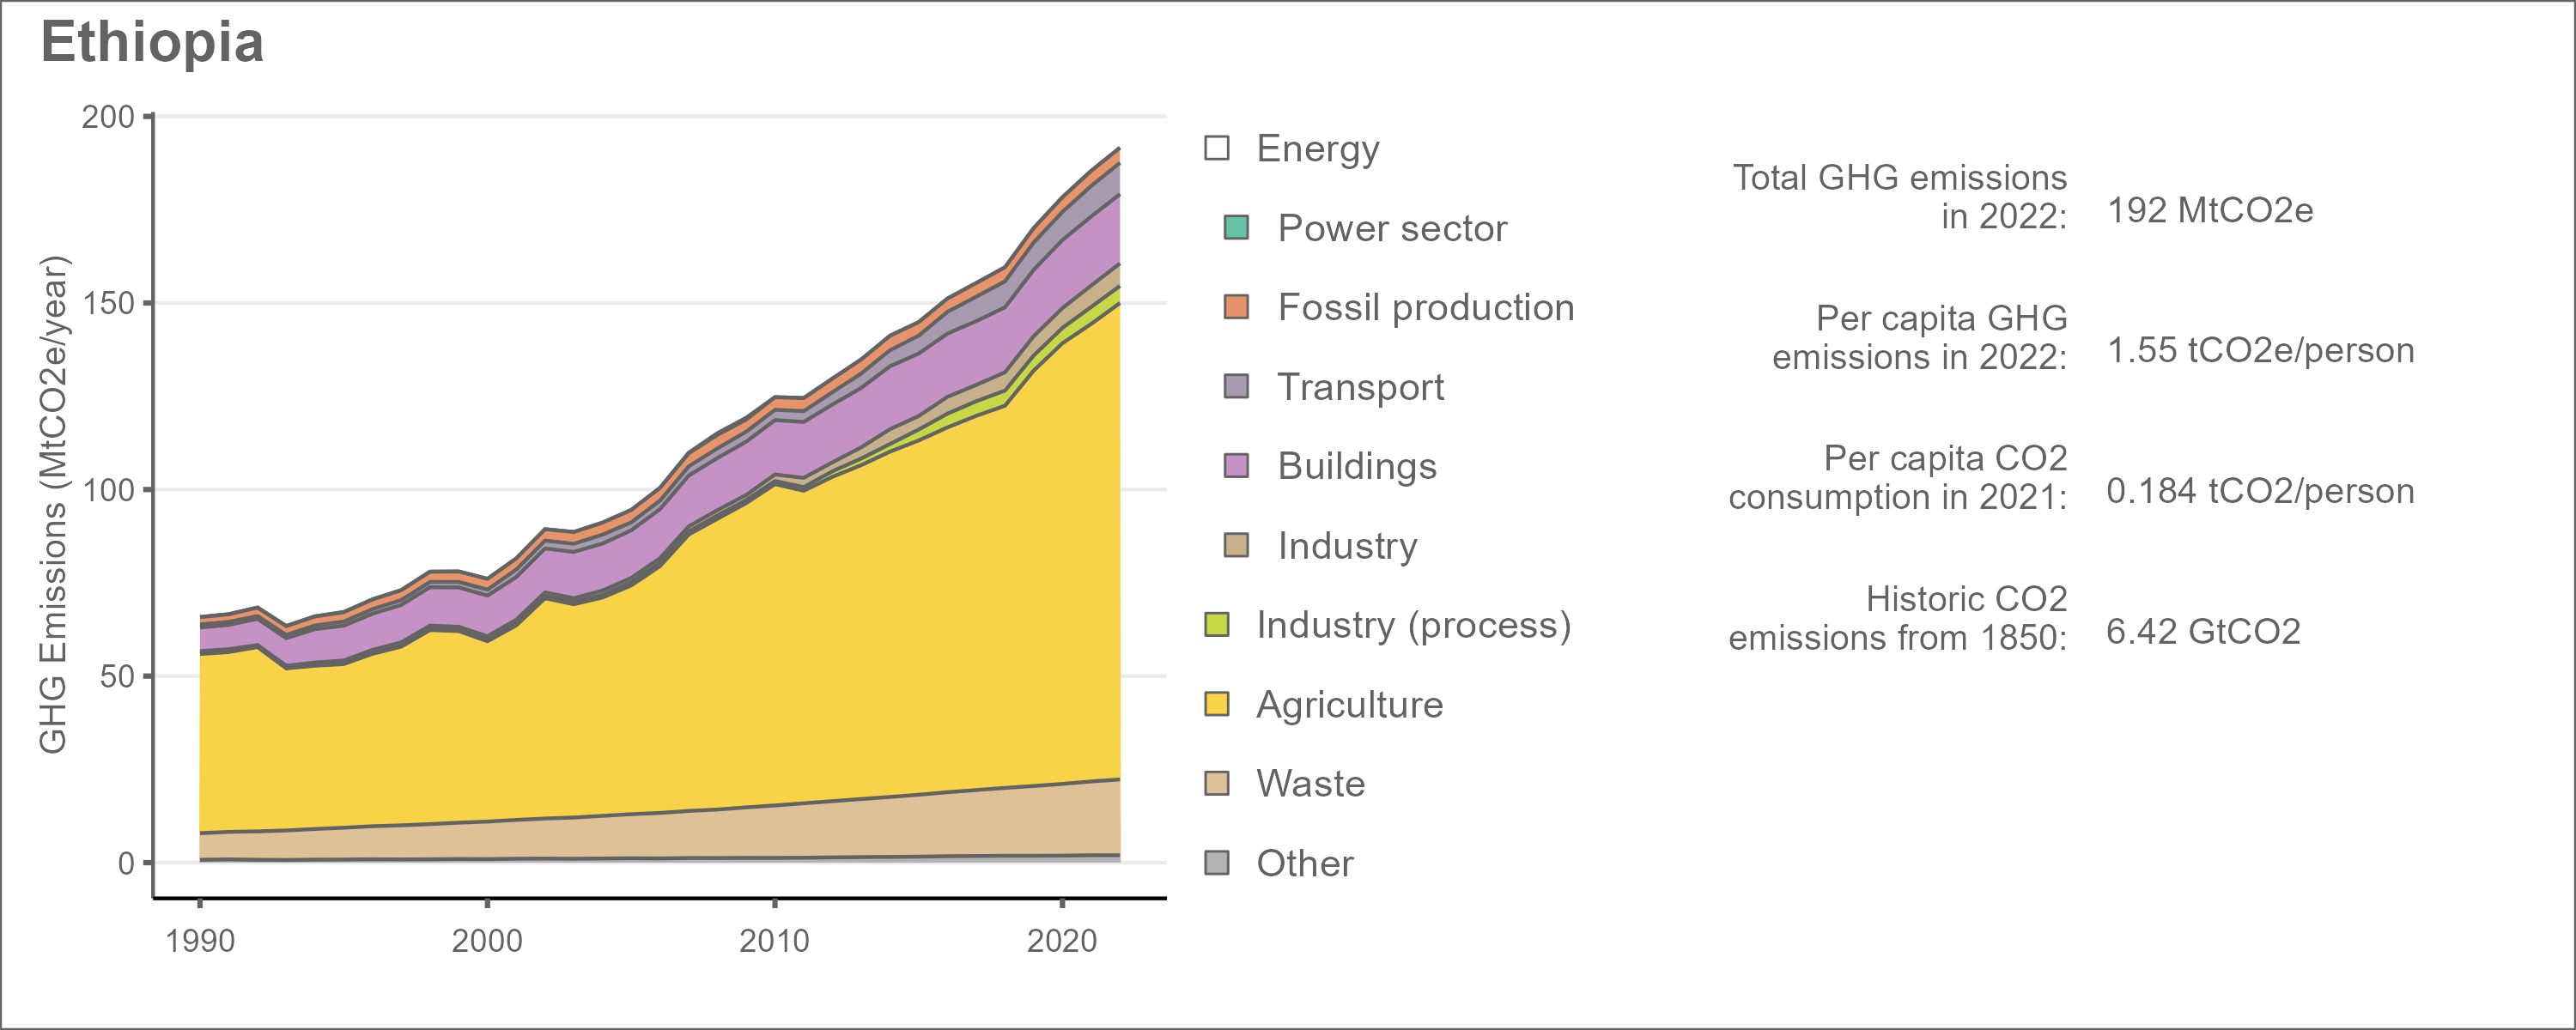 Ethiopia
GHG Emissions (MtCO2e/year)
200
150
100
50
0
1990
2000
2010
2020
Energy
Power sector
Fossil production
Transport
Buildings
Industry
Industry (process)
Agriculture
Waste
Other
Total GHG emissions
in 2022:
192 MtCO2e
Per capita GHG
emissions in 2022:
1.55 tCO2e/person
Per capita CO2
consumption in 2021:
0.184 tCO2/person
Historic CO2
emissions from 1850:
6.42 GtCO2